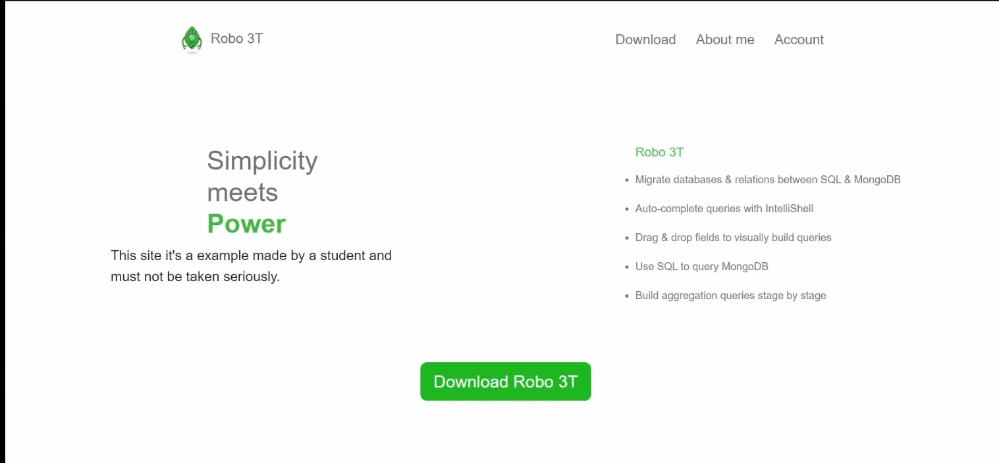 Robo 3T
Download About me Account
Simplicity
meets
Power
This site it's a example made by a student and
must not be taken seriously.
Robo 3T
Migrate databases & relations between SQL & MongoDB
Auto-complete queries with IntelliShell
Drag & drop fields to visually build queries
Use SQL to query MongoDB
Build aggregation queries stage by stage
Download Robo 3T